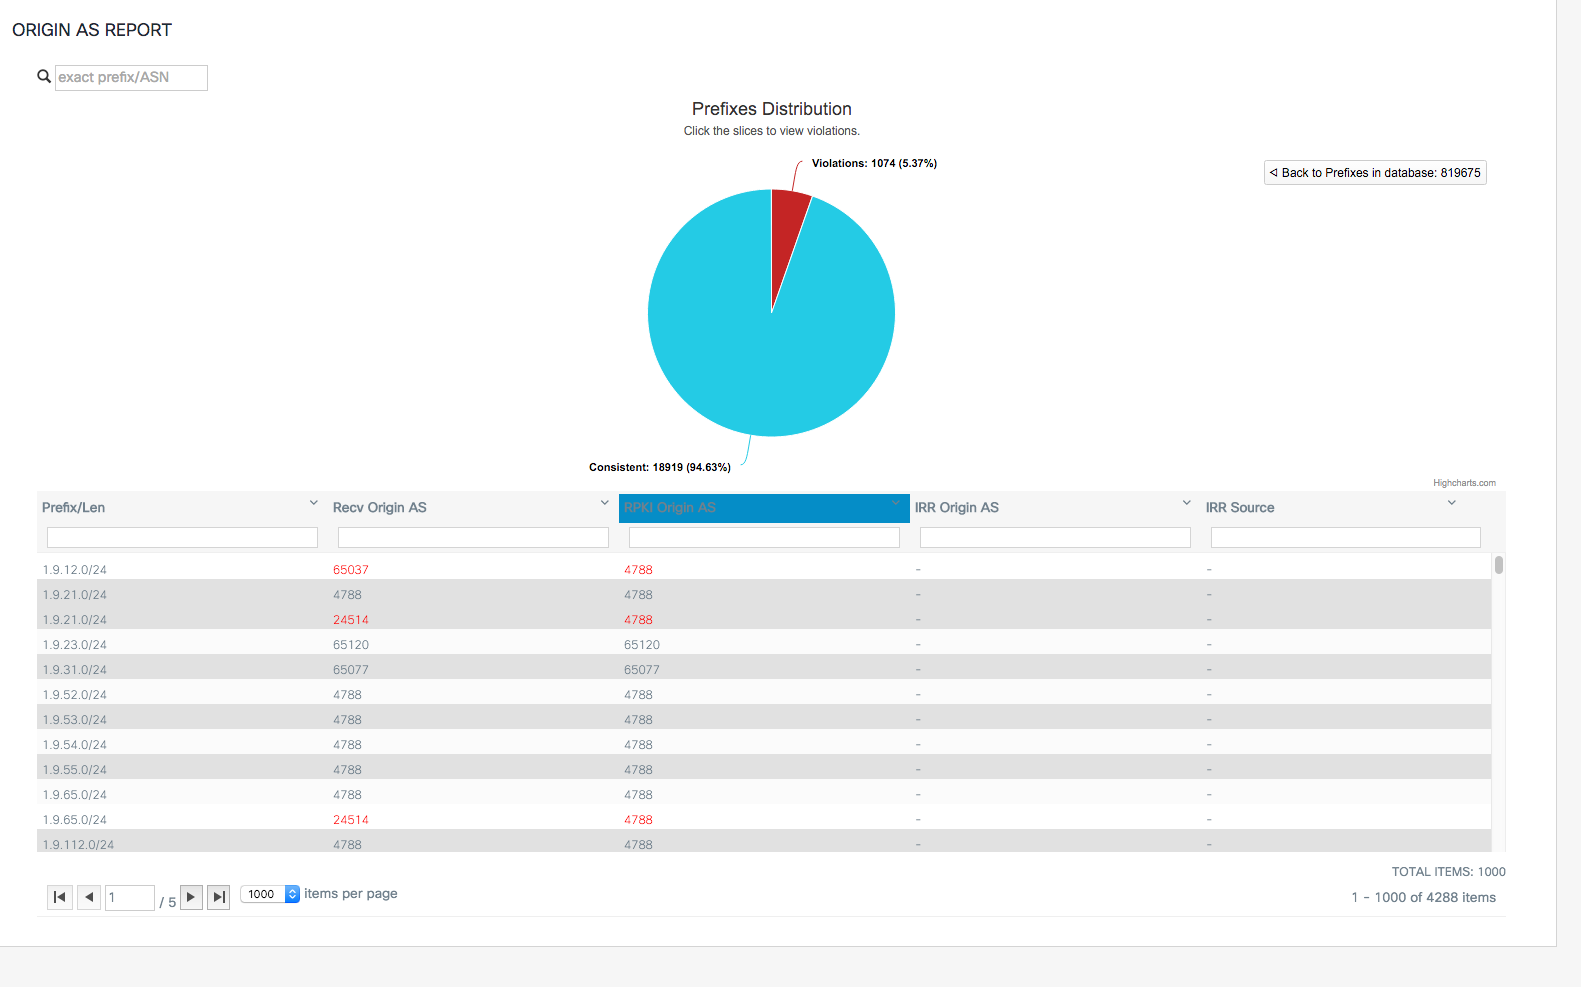 ORIGIN AS REPORT
exact prefix/ASN
Prefixes Distribution
Click the slices to view violations.
Violations: 1074 (5.37%)
Back to Prefixes in database: 819675
Consistent: 18919 (94.63%)
Highcharts.com
Prefix/Len Recv Origin AS RPKI Origin AS IRR Origin AS IRR Source
1.9.12.0/24 65037 4788 - -
1.9.21.0/24 4788 4788 - -
1.9.21.0/24 24514 4788 - -
1.9.23.0/24 65120 65120 - -
1.9.31.0/24 65077 65077 - -
1.9.52.0/24 4788 4788 - -
1.9.53.0/24 4788 4788 - -
1.9.54.0/24 4788 4788 - -
1.9.55.0/24 4788 4788 - -
1.9.65.0/24 4788 4788 - -
1.9.65.0/24 24514 4788 - -
1.9.112.0/24 4788 4788 - -
TOTAL ITEMS: 1000
1 / 5 1000 items per page
1 - 1000 of 4288 items